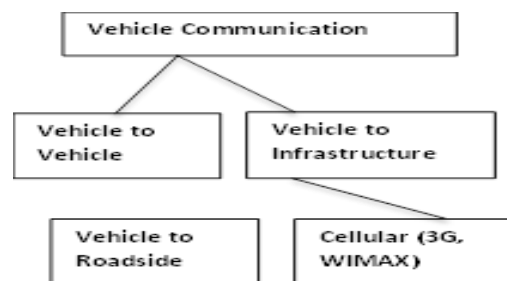 Vehicle Communication
Vehicle to
Vehicle
Vehicle to
Infrastructure
Vehicle to
Roadside
Cellular (3G,
WIMAX)